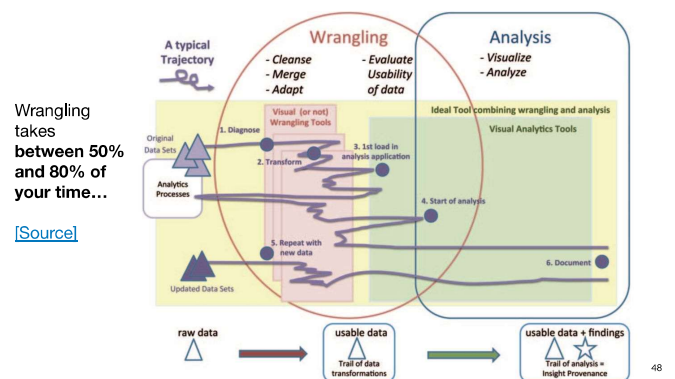 Wrangling
takes
between 50%
and 80% of
your time...
[Source]
A typical
Trajectory
Wrangling
- Cleanse
- Merge
- Adapt
- Evaluate
Usability
of data
Analysis
- Visualize
- Analyze
Ideal Tool combining wrangling and analysis
Visual (or not)
Wrangling Tools
Visual Analytics Tools
Original
Data Sets
1. Diagnose
2. Transform
3. 1st load in
analysis application
Analytics
Processes
4. Start of analysis
5. Repeat with
new data
6. Document
Updated Data Sets
raw data
usable data
Trail of data
transformations
usable data + findings
Trail of analysis =
Insight Provenance
48